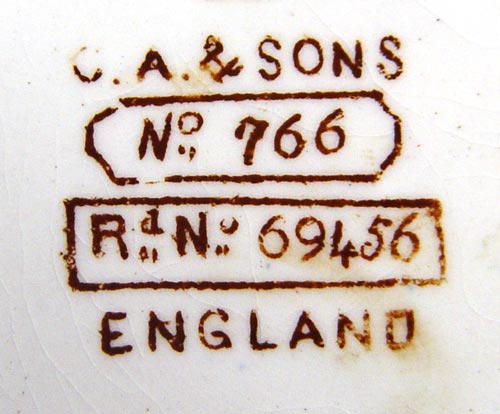 C. A. & SONS
No. 766
Rd. No. 69456
ENGLAND